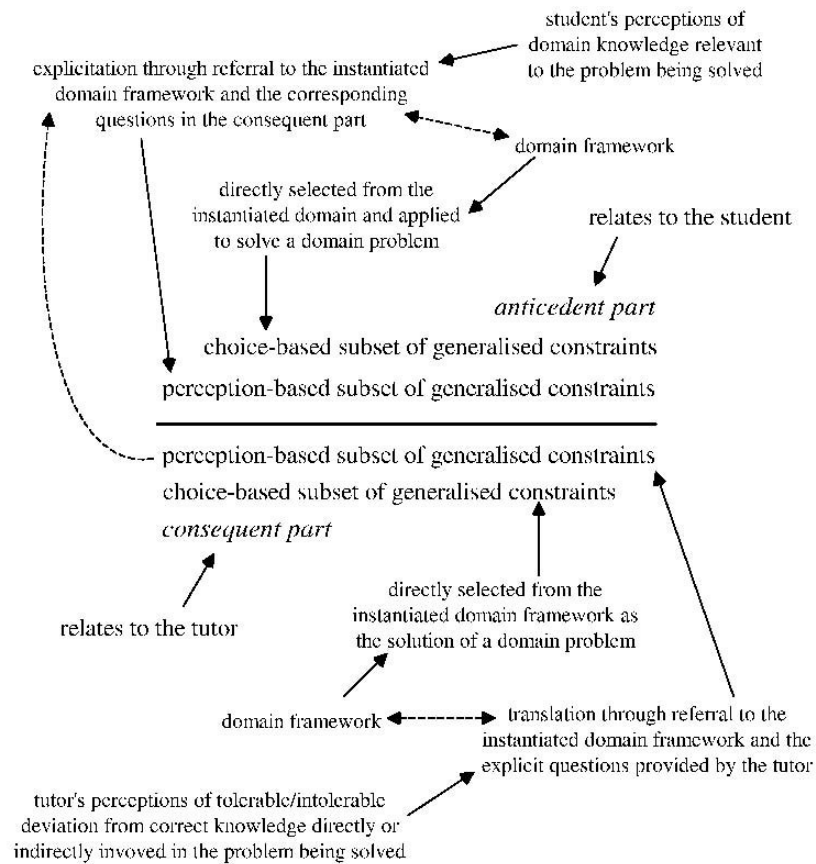 student's perceptions of
domain knowledge relevant
to the problem being solved
explicitation through referral to the instantiated
domain framework and the corresponding
questions in the consequent part
domain framework
directly selected from the
instantiated domain and applied
to solve a domain problem
relates to the student
anticedent part
choice-based subset of generalised constraints
perception-based subset of generalised constraints
perception-based subset of generalised constraints
choice-based subset of generalised constraints
consequent part
directly selected from the
instantiated domain framework as
the solution of a domain problem
relates to the tutor
domain framework
translation through referral to the
instantiated domain framework and the
explicit questions provided by the tutor
tutor's perceptions of tolerable/intolerable
deviation from correct knowledge directly or
indirectly invoved in the problem being solved